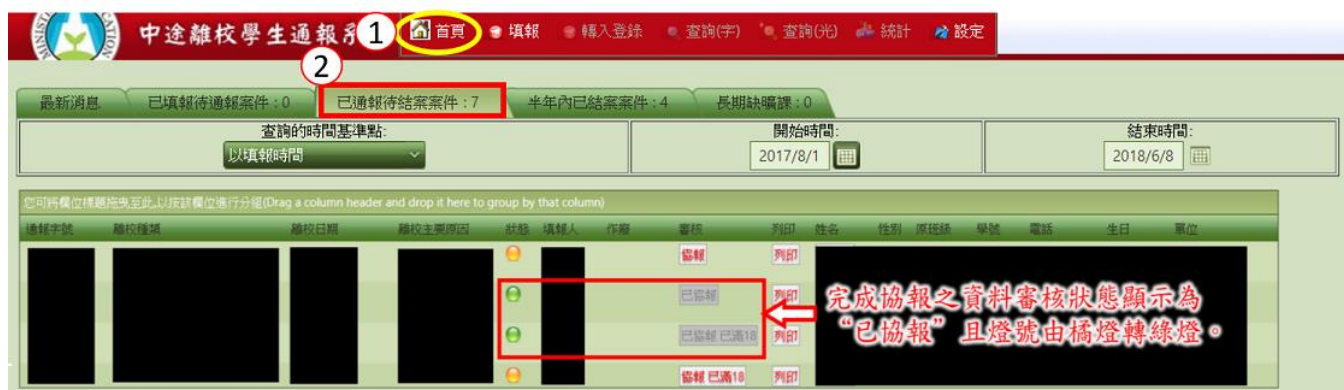 中途離校學生通報系
1
首頁 填報 轉入登錄 查詢(字) 查詢(光) 統計 設定
2
最新消息 已填報待通報案件:0 已通報待結案案件:7 半年內已結案案件:4 長期缺曠課:0
查詢的時間基準點: 開始時間: 結束時間:
以填報時間 2017/8/1 2018/6/8
您可將欄位標題拖曳至此,以按該欄位進行分組(Drag a column header and drop it here to group by that column)
通報字號 離校種類 離校日期 離校主要原因 狀態 填報人 作廢 審核 列印 姓名 性別 原班級 學號 電話 生日 單位
協報 列印
已協報 列印
已協報 已滿18 列印
協報 已滿18 列印
完成協報之資料審核狀態顯示為
“已協報”且燈號由橘燈轉綠燈。